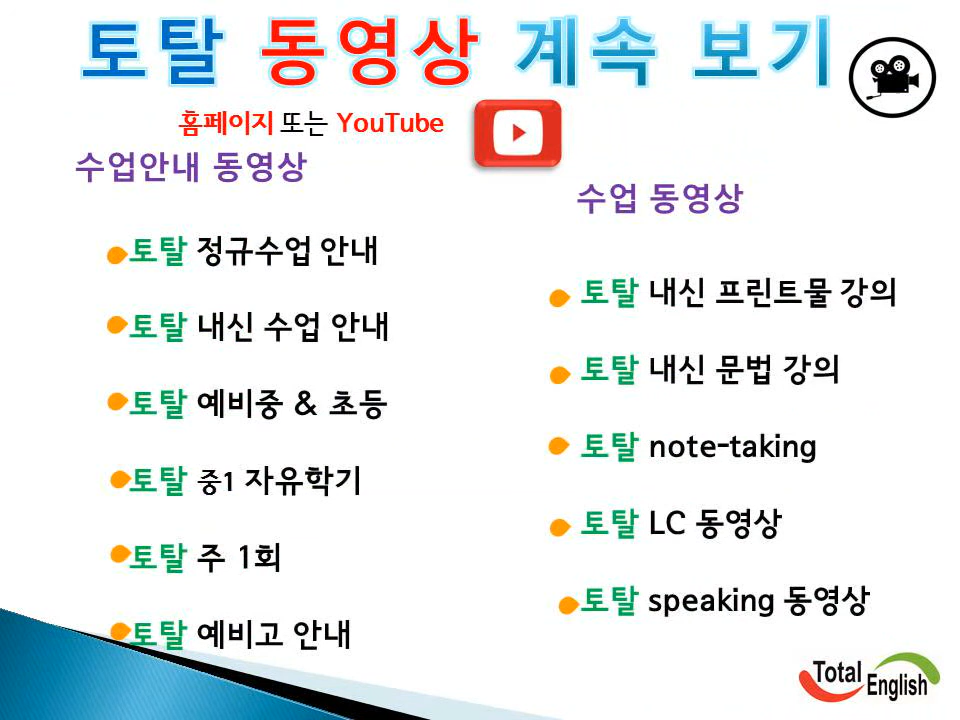 토탈 동영상 계속 보기
홈페이지 또는 YouTube
수업안내 동영상
토탈 정규수업 안내
토탈 내신 수업 안내
토탈 예비중 & 초등
토탈 중1 자유학기
토탈 주 1회
토탈 예비고 안내
수업 동영상
토탈 내신 프린트물 강의
토탈 내신 문법 강의
토탈 note-taking
토탈 LC 동영상
토탈 speaking 동영상
Total
English